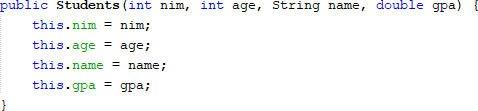 public Students(int nim, int age, String name, double gpa) {
    this.nim = nim;
    this.age = age;
    this.name = name;
    this.gpa = gpa;
}